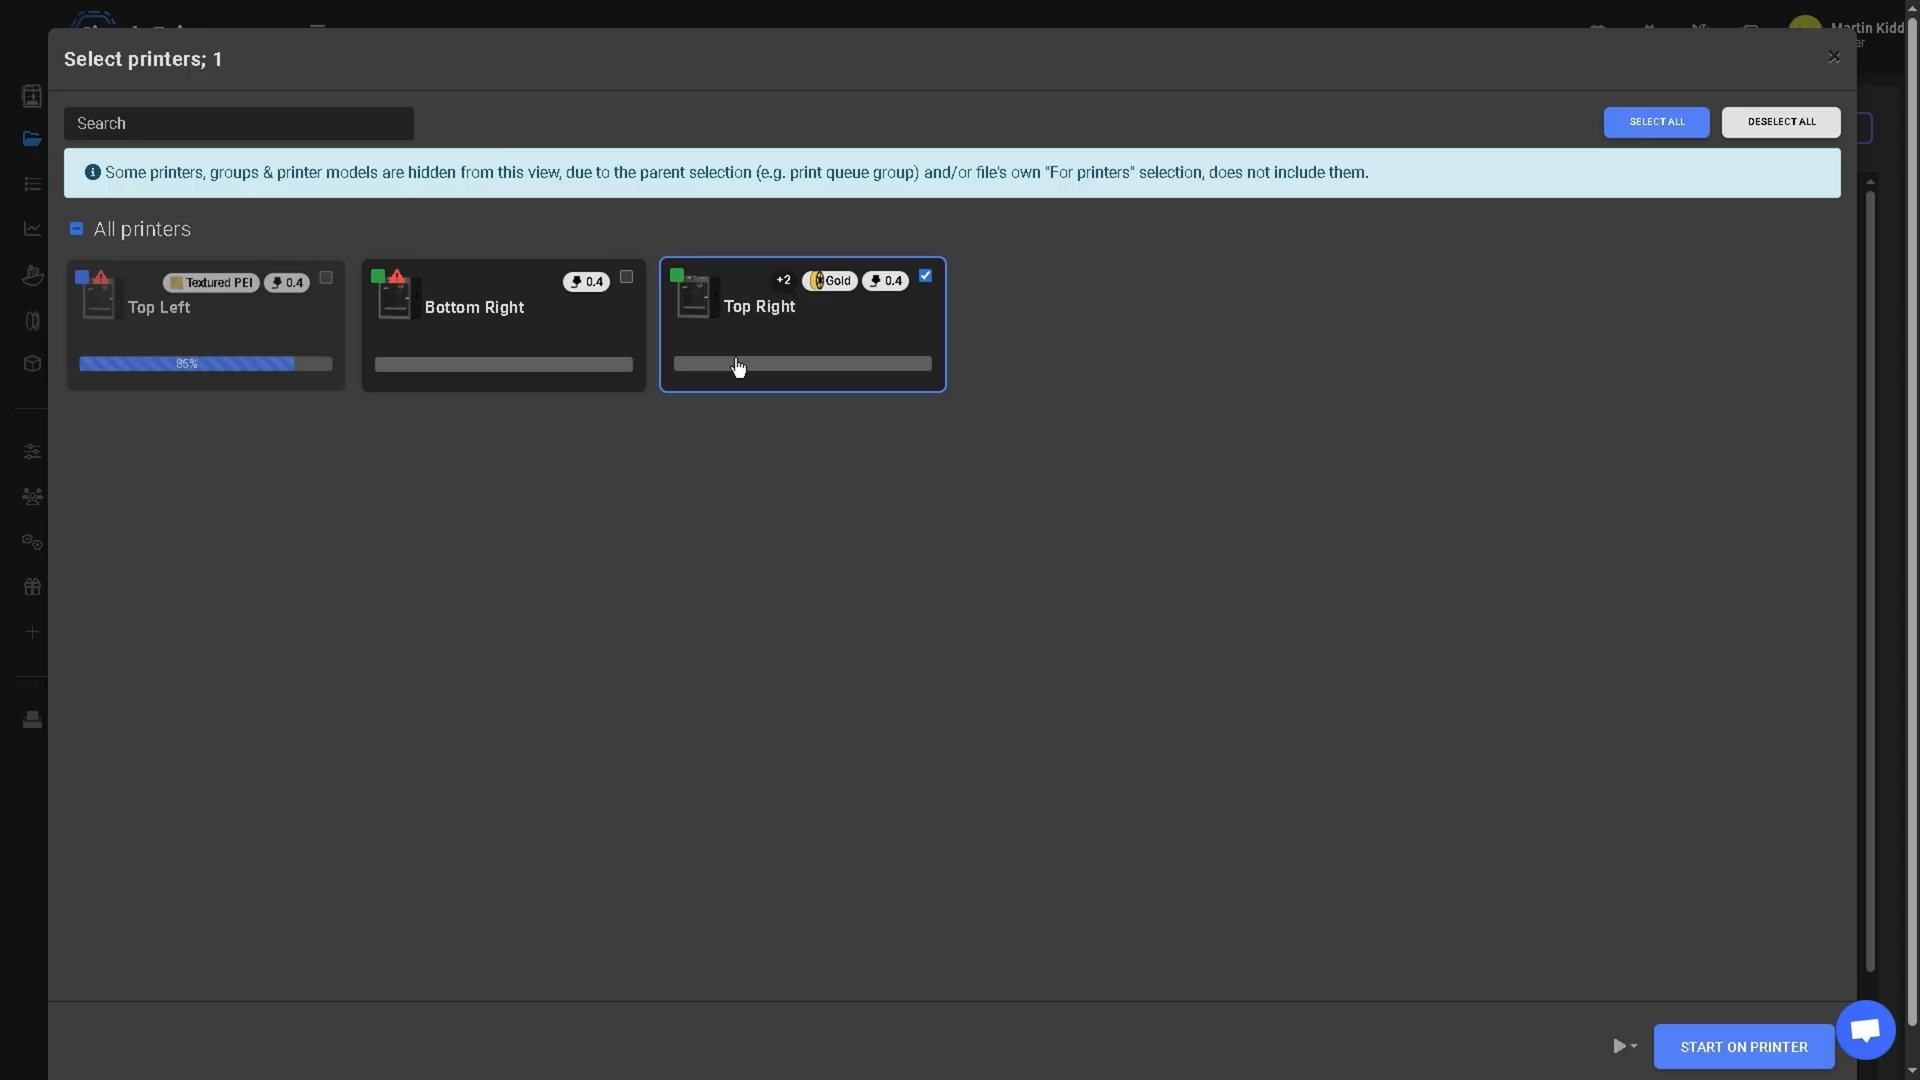 Martin Kidd
Select printers; 1
Search
SELECT ALL
DESELECT ALL
Some printers, groups & printer models are hidden from this view, due to the parent selection (e.g. print queue group) and/or file's own "For printers" selection, does not include them.
All printers
Textured PEI
0.4
Top Left
85%
0.4
Bottom Right
+2
Gold
0.4
Top Right
START ON PRINTER